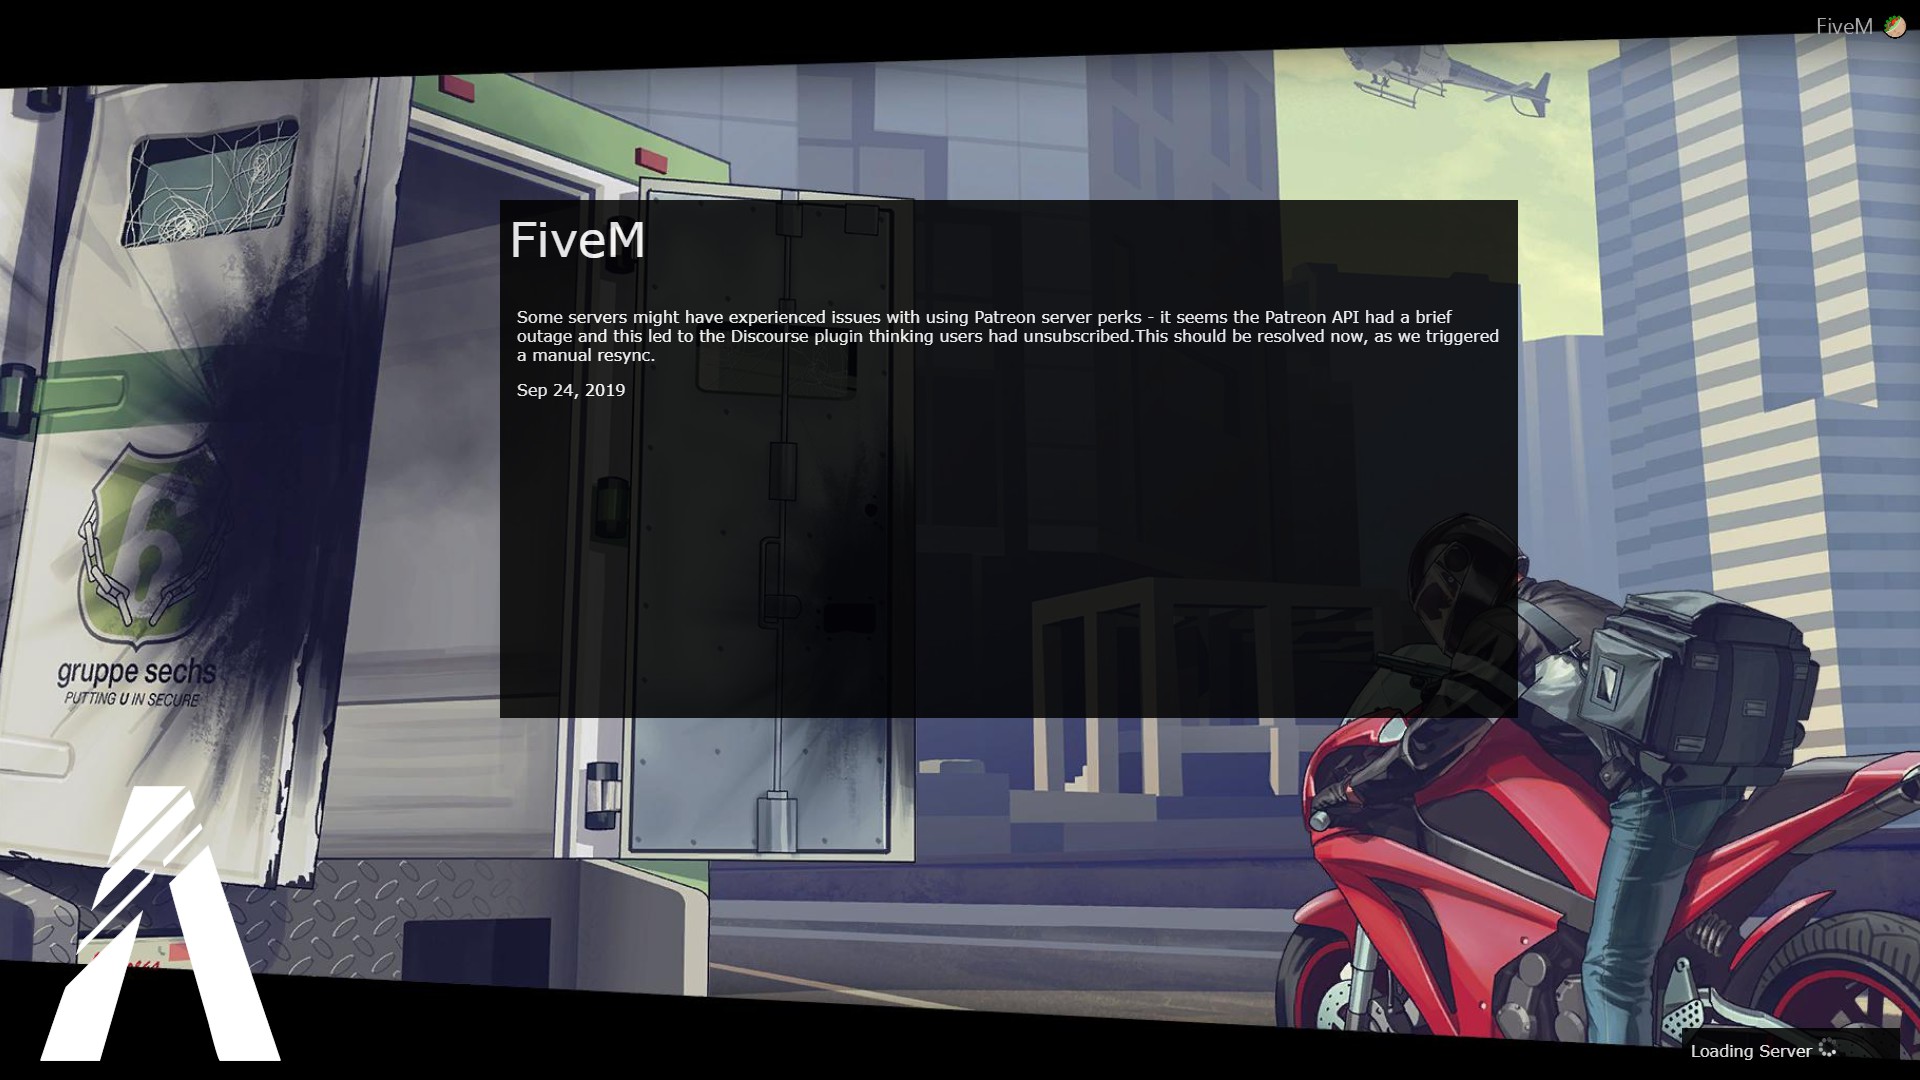 FiveM
FiveM
Some servers might have experienced issues with using Patreon server perks - it seems the Patreon API had a brief
outage and this led to the Discourse plugin thinking users had unsubscribed.This should be resolved now, as we triggered
a manual resync.
Sep 24, 2019
6
gruppe sechs
PUTTING U IN SECURE
Loading Server